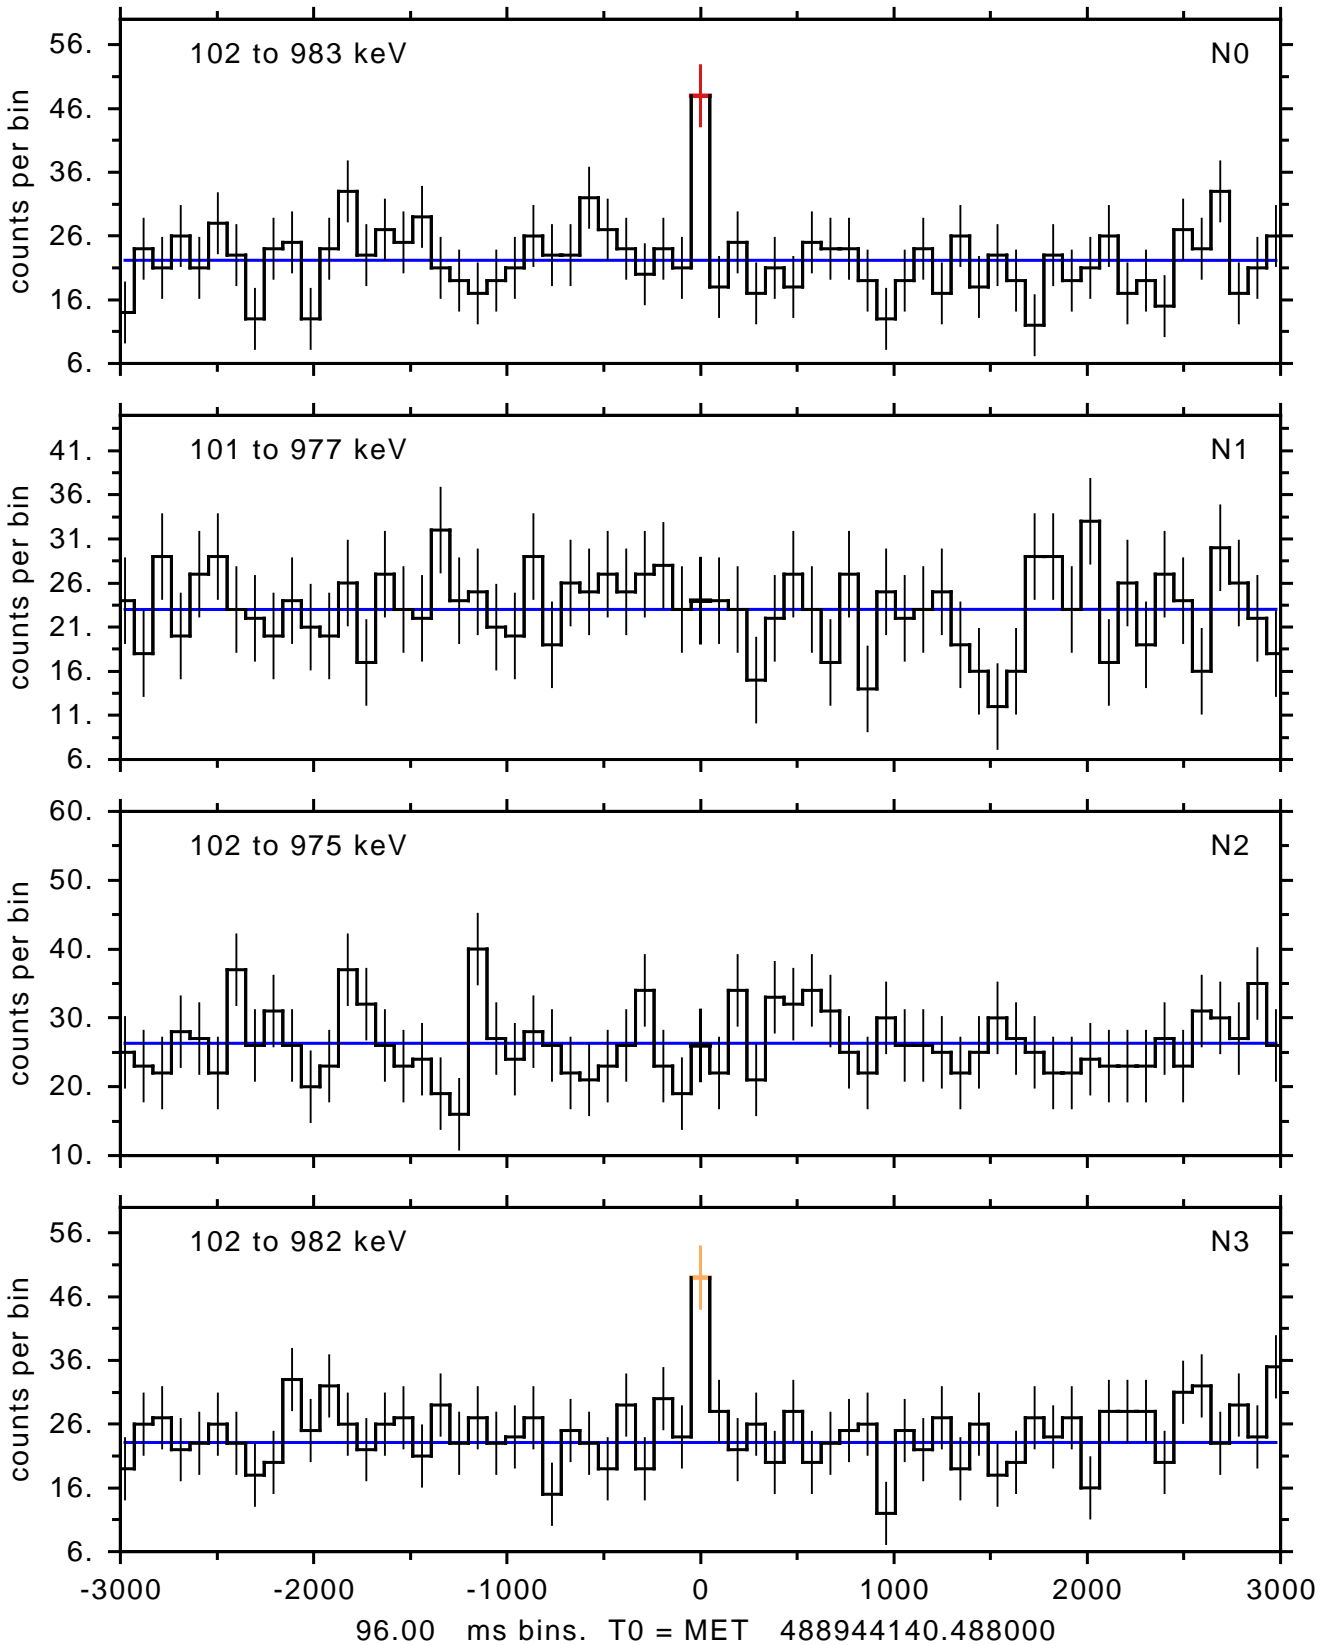 102 to 983 keV N0
56.
46.
36.
26.
16.
6.
counts per bin
101 to 977 keV N1
41.
36.
31.
26.
21.
16.
11.
6.
counts per bin
102 to 975 keV N2
60.
50.
40.
30.
20.
10.
counts per bin
102 to 982 keV N3
56.
46.
36.
26.
16.
6.
counts per bin
-3000 -2000 -1000 0 1000 2000 3000
96.00 ms bins. T0 = MET 488944140.488000